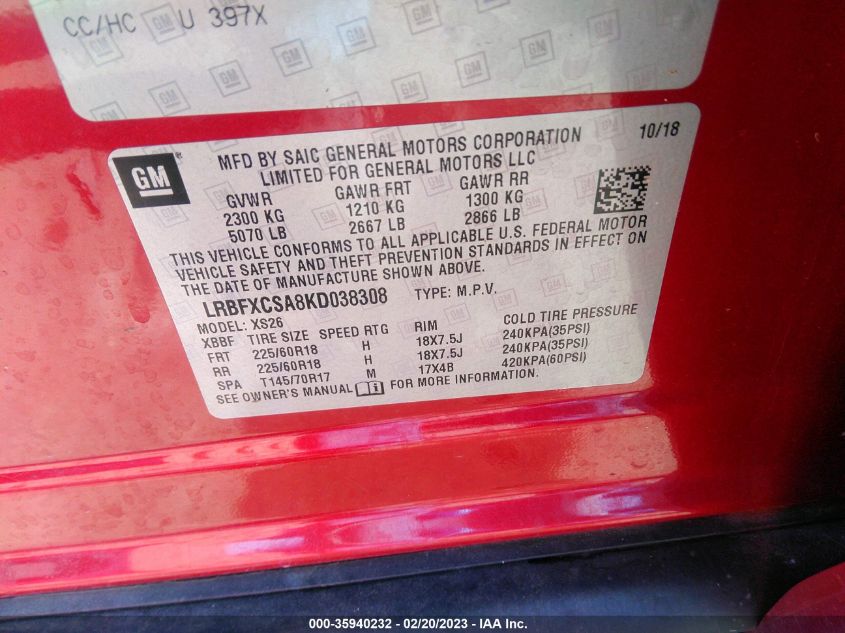 CC/HC U 397X
GM
10/18
MFD BY SAIC GENERAL MOTORS CORPORATION
LIMITED FOR GENERAL MOTORS LLC
GVWR GAWR FRT GAWR RR
2300 KG 1210 KG 1300 KG
5070 LB 2667 LB 2866 LB
THIS VEHICLE CONFORMS TO ALL APPLICABLE U.S. FEDERAL MOTOR
VEHICLE SAFETY AND THEFT PREVENTION STANDARDS IN EFFECT ON
THE DATE OF MANUFACTURE SHOWN ABOVE.
LRBFXCSA8KD038308 TYPE: M.P.V.
MODEL: XS26
XBBF TIRE SIZE SPEED RTG RIM COLD TIRE PRESSURE
FRT 225/60R18 H 18X7.5J 240KPA(35PSI)
RR 225/60R18 H 18X7.5J 240KPA(35PSI)
SPA T145/70R17 M 17X4B 420KPA(60PSI)
SEE OWNER'S MANUAL FOR MORE INFORMATION.
000-35940232 - 02/20/2023 - IAA Inc.